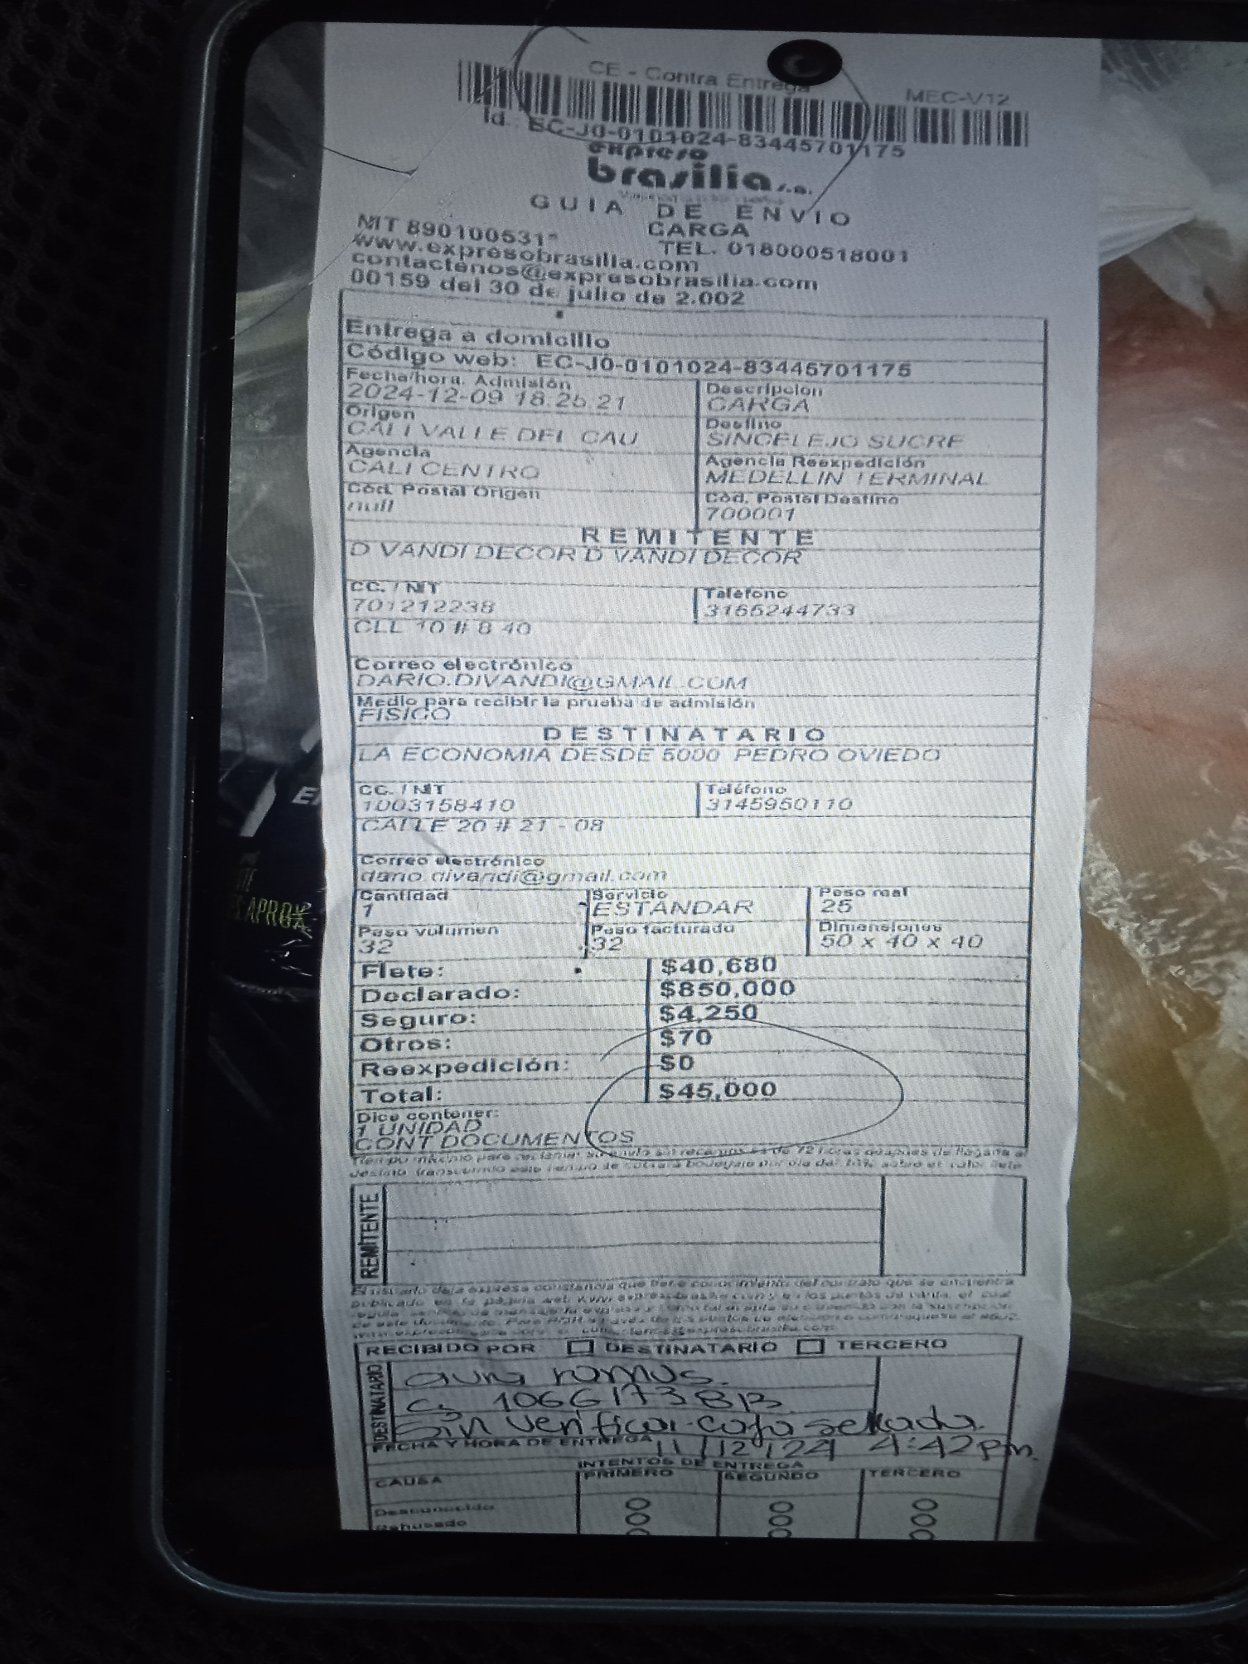 CE - Contra Entrega
MEC-V12
Id.: EC-J0-0101024-83445701175
expreso
brasilia s.a.
GUIA DE ENVIO
CARGA
NIT 890100531
TEL. 018000518001
www.expresobrasilia.com
contactenos@expresobrasilia.com
00159 del 30 de julio de 2.002
Entrega a domicilio
Código web: EC-J0-0101024-83445701175
Fecha/hora. Admisión
2024-12-09 18:25:21
Descripcion
CARGA
Origen
CALI VALLE DEL CAU
Destino
SINCELEJO SUCRE
Agencia
CALI CENTRO
Agencia Reexpedición
MEDELLIN TERMINAL
Cód. Postal Origen
null
Cód. Postal Destino
700001
REMITENTE
D VANDI DECOR D VANDI DECOR
CC. / NIT
701212238
Teléfono
3155244733
CLL 10 # 8 40
Correo electrónico
DARIO.DIVANDI@GMAIL.COM
Medio para recibir la prueba de admisión
FISICO
DESTINATARIO
LA ECONOMIA DESDE 5000 PEDRO OVIEDO
CC. / NIT
1003158410
Teléfono
3145950110
CALLE 20 # 21 - 08
Correo electrónico
dario.divandi@gmail.com
Cantidad
1
Servicio
ESTANDAR
Peso real
25
Peso volumen
32
Peso facturado
32
Dimensiones
50 x 40 x 40
Flete: $40,680
Declarado: $850,000
Seguro: $4,250
Otros: $70
Reexpedición: $0
Total: $45,000
Dice contener:
1 UNIDAD
CONT DOCUMENTOS
REMITENTE
RECIBIDO POR DESTINATARIO TERCERO
DESTINATARIO
ramos.
1066173813
Sin verificar caja sellada.
FECHA Y HORA DE ENTREGA 11/12/24 4:42pm.
INTENTOS DE ENTREGA
CAUSA PRIMERO SEGUNDO TERCERO
Desconocido
Rehusado
APROX